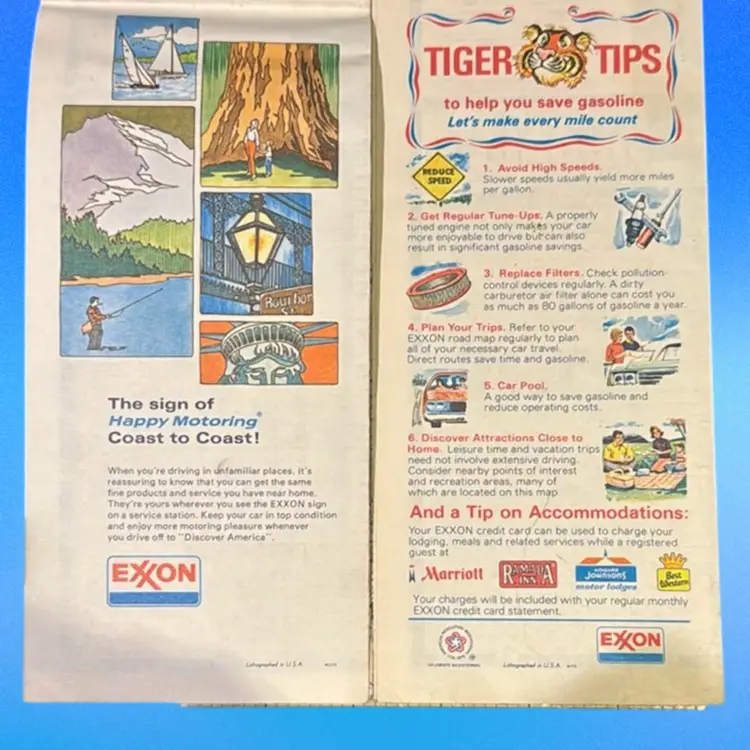 Bourbon
The sign of
Happy Motoring®
Coast to Coast!
When you're driving in unfamiliar places, it's
reassuring to know that you can get the same
fine products and service you have near home.
They're yours wherever you see the EXXON sign
on a service station. Keep your car in top condition
and enjoy more motoring pleasure whenever
you drive off to "Discover America".
EXXON
Lithographed in U.S.A.
TIGER TIPS
to help you save gasoline
Let's make every mile count
REDUCE
SPEED
1. Avoid High Speeds.
Slower speeds usually yield more miles
per gallon.
2. Get Regular Tune-Ups. A properly
tuned engine not only makes your car
more enjoyable to drive but can also
result in significant gasoline savings.
3. Replace Filters. Check pollution-
control devices regularly. A dirty
carburetor air filter alone can cost you
as much as 80 gallons of gasoline a year.
4. Plan Your Trips. Refer to your
EXXON road map regularly to plan
all of your necessary car travel.
Direct routes save time and gasoline.
5. Car Pool.
A good way to save gasoline and
reduce operating costs.
6. Discover Attractions Close to
Home. Leisure time and vacation trips
need not involve extensive driving.
Consider nearby points of interest
and recreation areas, many of
which are located on this map.
And a Tip on Accommodations:
Your EXXON credit card can be used to charge your
lodging, meals and related services while a registered
guest at
Marriott
RAMADA
INN
HOWARD
JOHNSON'S
motor lodges
Best
Western
Your charges will be included with your regular monthly
EXXON credit card statement.
EXXON
Lithographed in U.S.A.